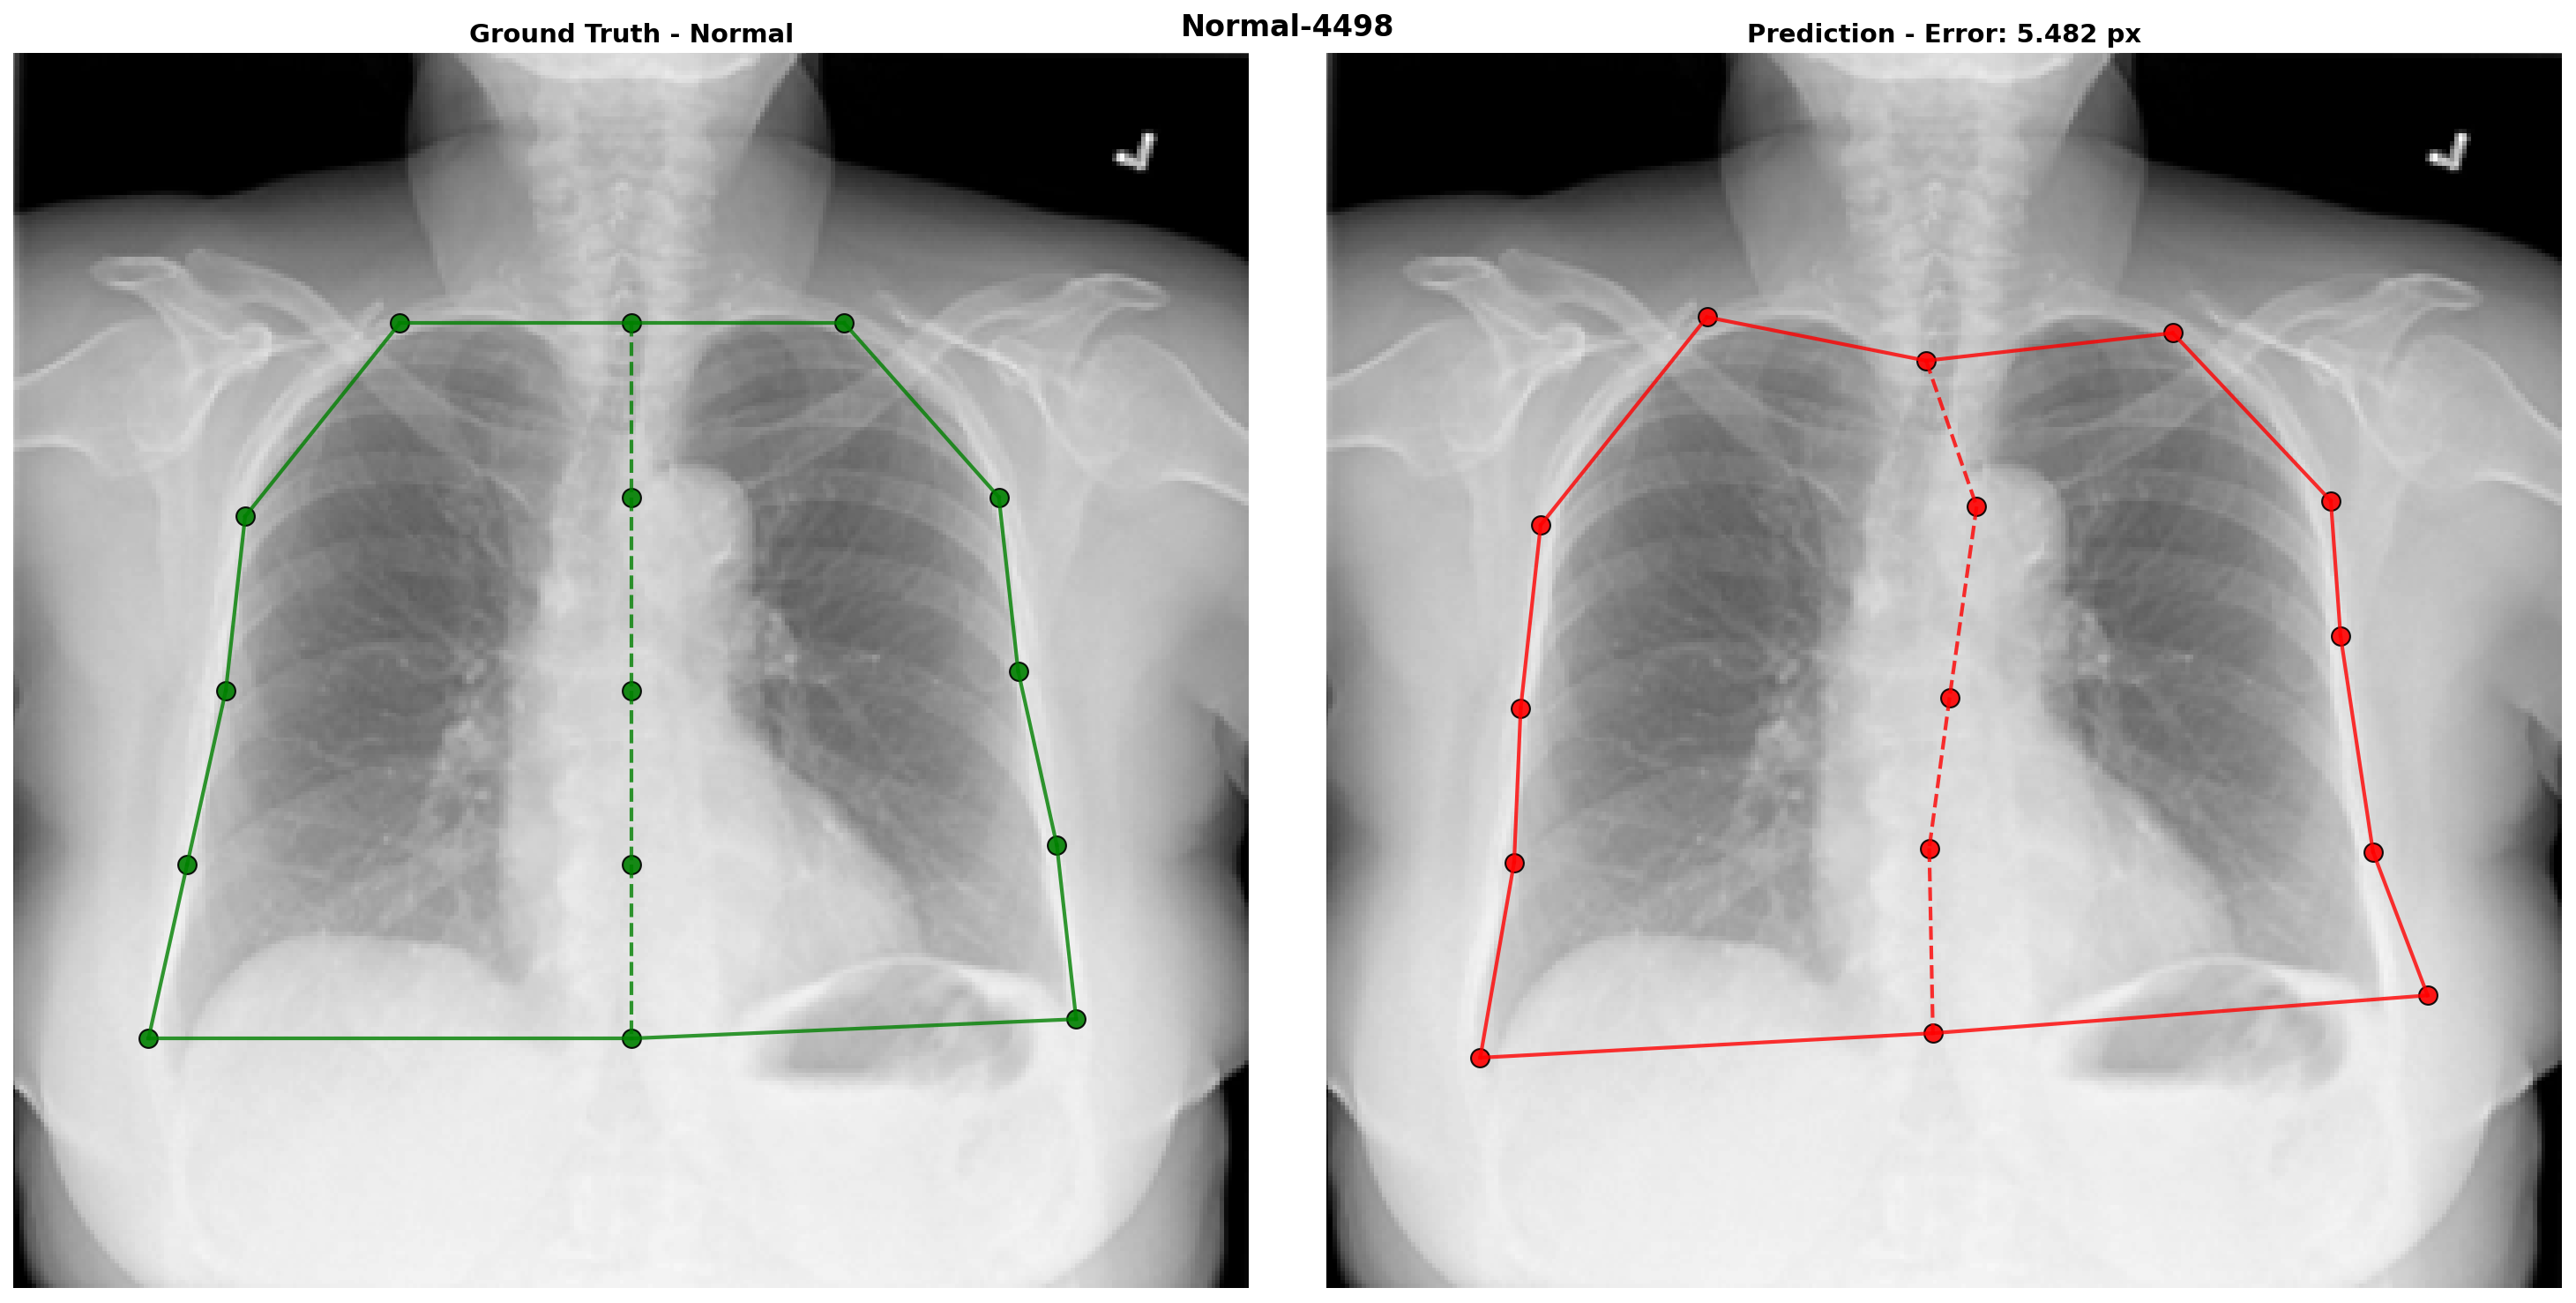 Normal-4498
Ground Truth - Normal
Prediction - Error: 5.482 px
L
L